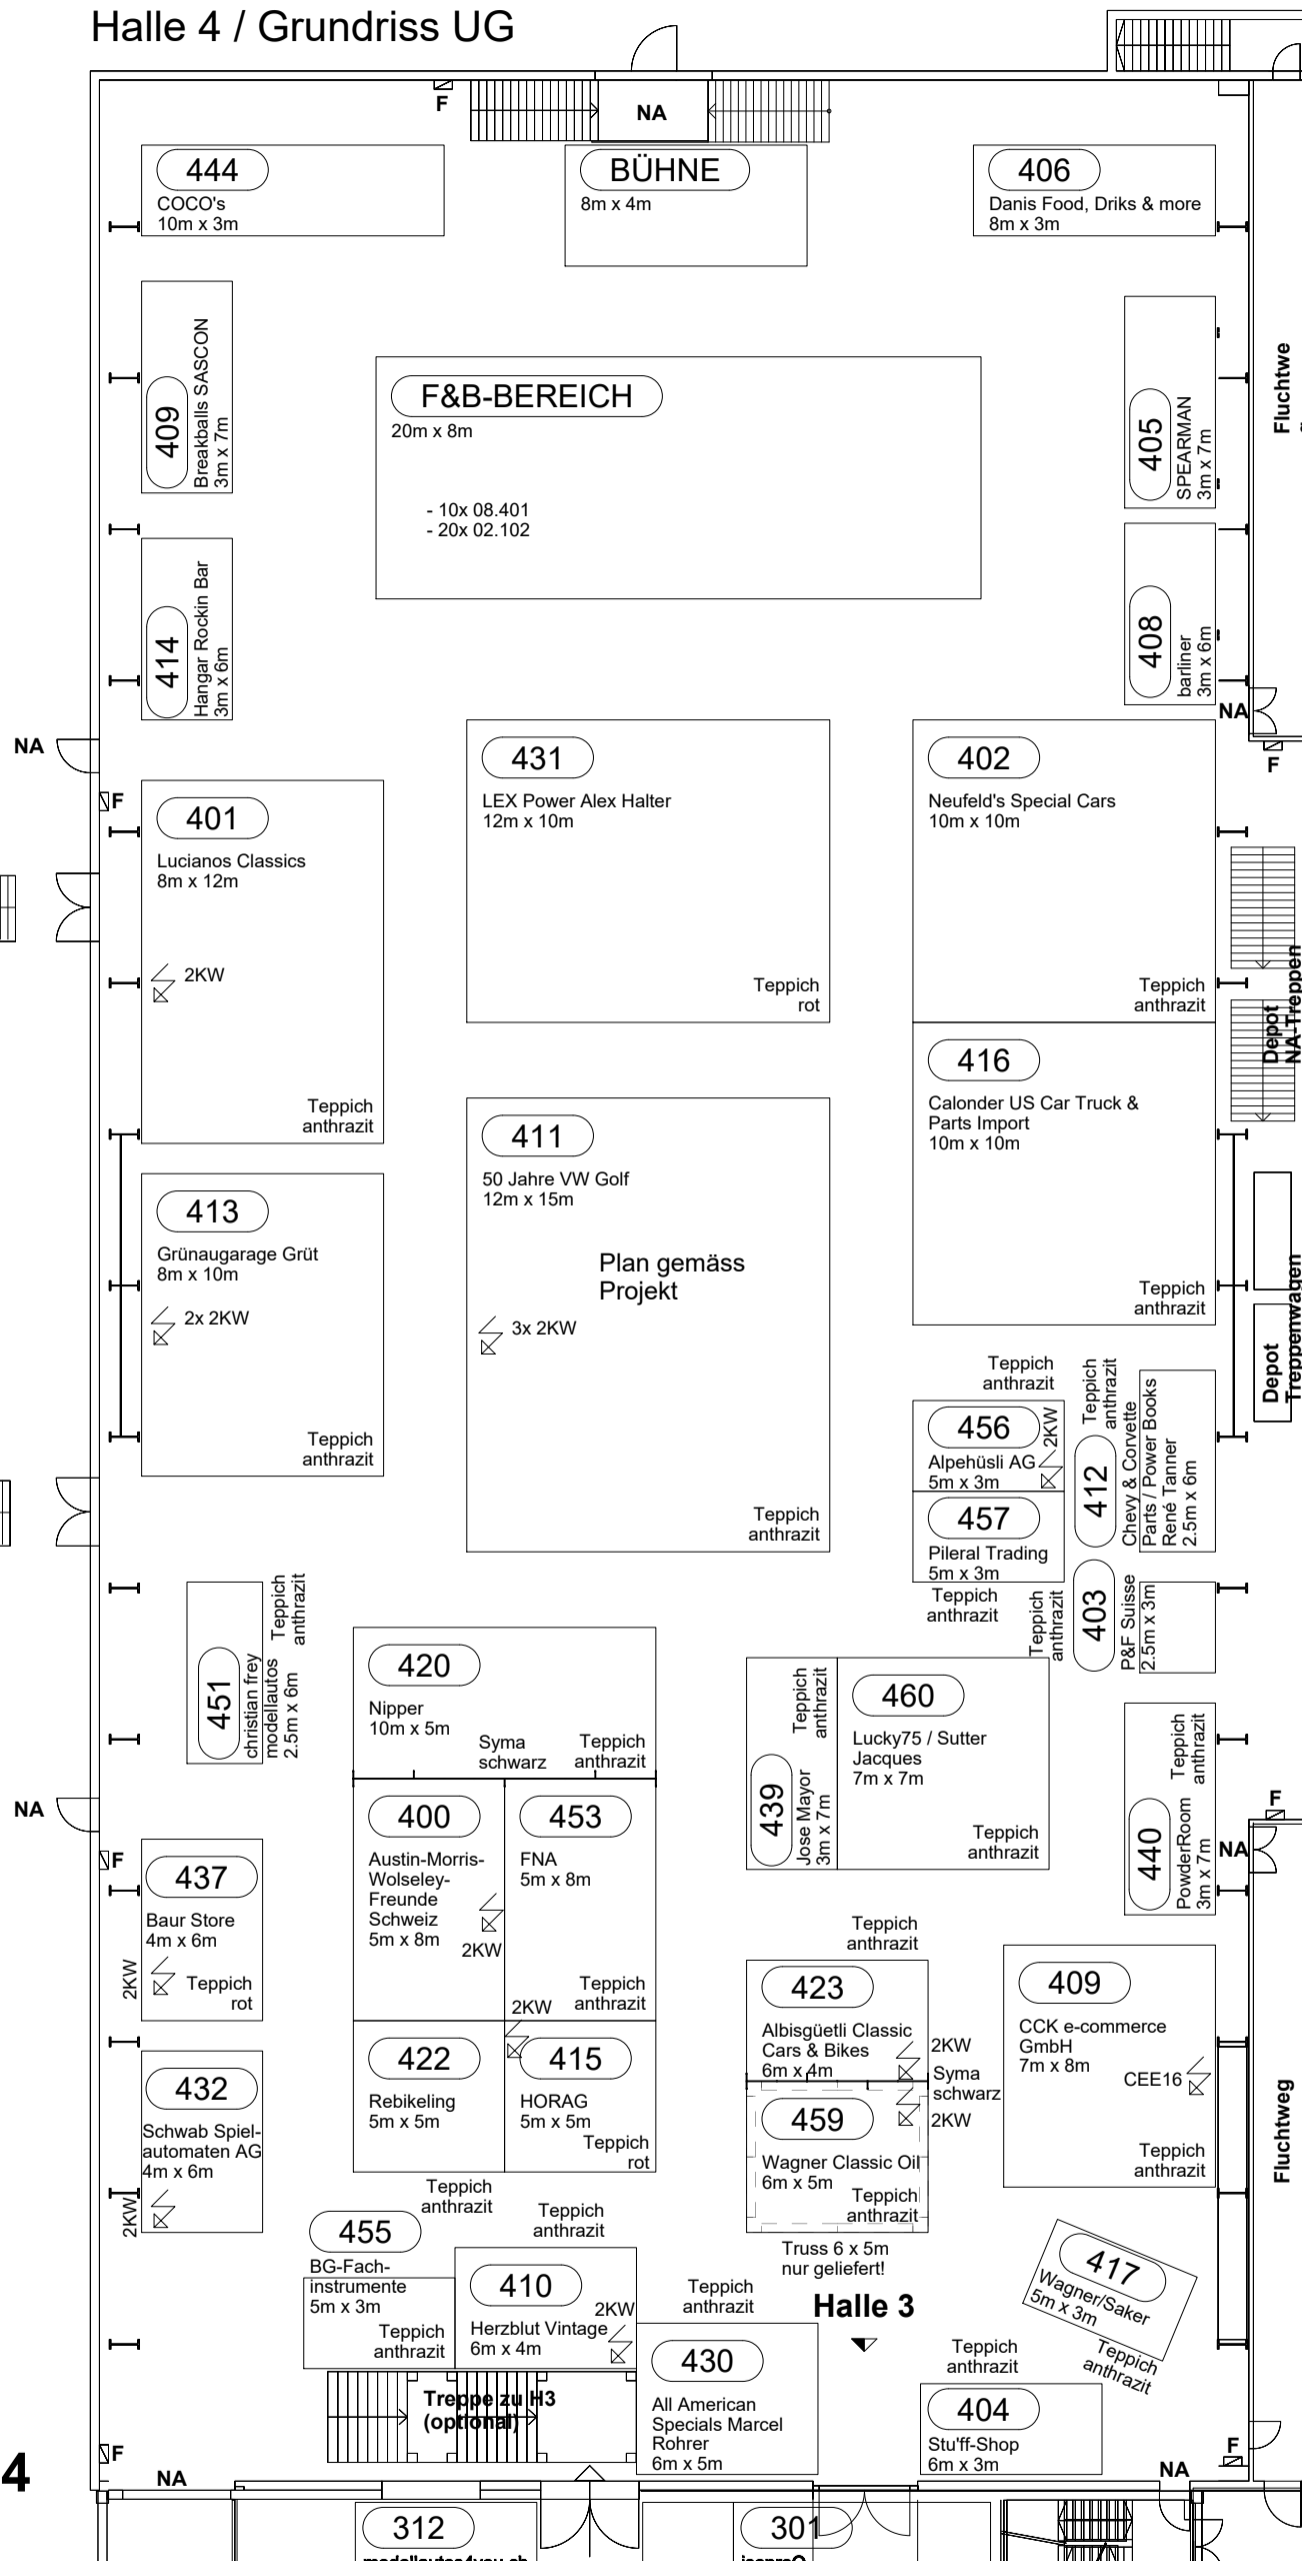 Halle 4 / Grundriss UG
F
NA
444
COCO's
10m x 3m
BÜHNE
8m x 4m
406
Danis Food, Driks & more
8m x 3m
409
Breakballs SASCON
3m x 7m
F&B-BEREICH
20m x 8m
- 10x 08.401
- 20x 02.102
405
SPEARMAN
3m x 7m
Fluchtwe
414
Hangar Rockin Bar
3m x 6m
408
barliner
3m x 6m
NA
F
NA
F
401
Lucianos Classics
8m x 12m
2KW
Teppich
anthrazit
431
LEX Power Alex Halter
12m x 10m
Teppich
rot
402
Neufeld's Special Cars
10m x 10m
Teppich
anthrazit
Depot
NA-Treppen
416
Calonder US Car Truck &
Parts Import
10m x 10m
Teppich
anthrazit
Depot
Treppenwagen
411
50 Jahre VW Golf
12m x 15m
Plan gemäss
Projekt
3x 2KW
Teppich
anthrazit
413
Grünaugarage Grüt
8m x 10m
2x 2KW
Teppich
anthrazit
Teppich
anthrazit
456
Alpehüsli AG
5m x 3m
2KW
457
Pileral Trading
5m x 3m
Teppich
anthrazit
Teppich
anthrazit
412
Chevy & Corvette
Parts / Power Books
René Tanner
2.5m x 6m
Teppich
anthrazit
403
P&F Suisse
2.5m x 3m
451
christian frey
modellautos
2.5m x 6m
Teppich
anthrazit
420
Nipper
10m x 5m
Syma
schwarz
Teppich
anthrazit
439
Jose Mayor
3m x 7m
Teppich
anthrazit
460
Lucky75 / Sutter
Jacques
7m x 7m
Teppich
anthrazit
440
PowderRoom
3m x 7m
Teppich
anthrazit
F
NA
NA
F
400
Austin-Morris-
Wolseley-
Freunde
Schweiz
5m x 8m
2KW
453
FNA
5m x 8m
Teppich
anthrazit
2KW
437
Baur Store
4m x 6m
2KW
Teppich
rot
422
Rebikeling
5m x 5m
415
HORAG
5m x 5m
Teppich
rot
432
Schwab Spiel-
automaten AG
4m x 6m
2KW
Teppich
anthrazit
423
Albisgüetli Classic
Cars & Bikes
6m x 4m
2KW
Syma
schwarz
2KW
459
Wagner Classic Oil
6m x 5m
Teppich
anthrazit
Truss 6 x 5m
nur geliefert!
409
CCK e-commerce
GmbH
7m x 8m
CEE16
Teppich
anthrazit
Fluchtweg
Teppich
anthrazit
Teppich
anthrazit
455
BG-Fach-
instrumente
5m x 3m
Teppich
anthrazit
410
Herzblut Vintage
6m x 4m
2KW
Teppich
anthrazit
Halle 3
417
Wagner/Saker
5m x 3m
Teppich
anthrazit
430
All American
Specials Marcel
Rohrer
6m x 5m
Teppich
anthrazit
404
Stu'ff-Shop
6m x 3m
Treppe zu H3
(optional)
4
F
NA
F
NA
312
301